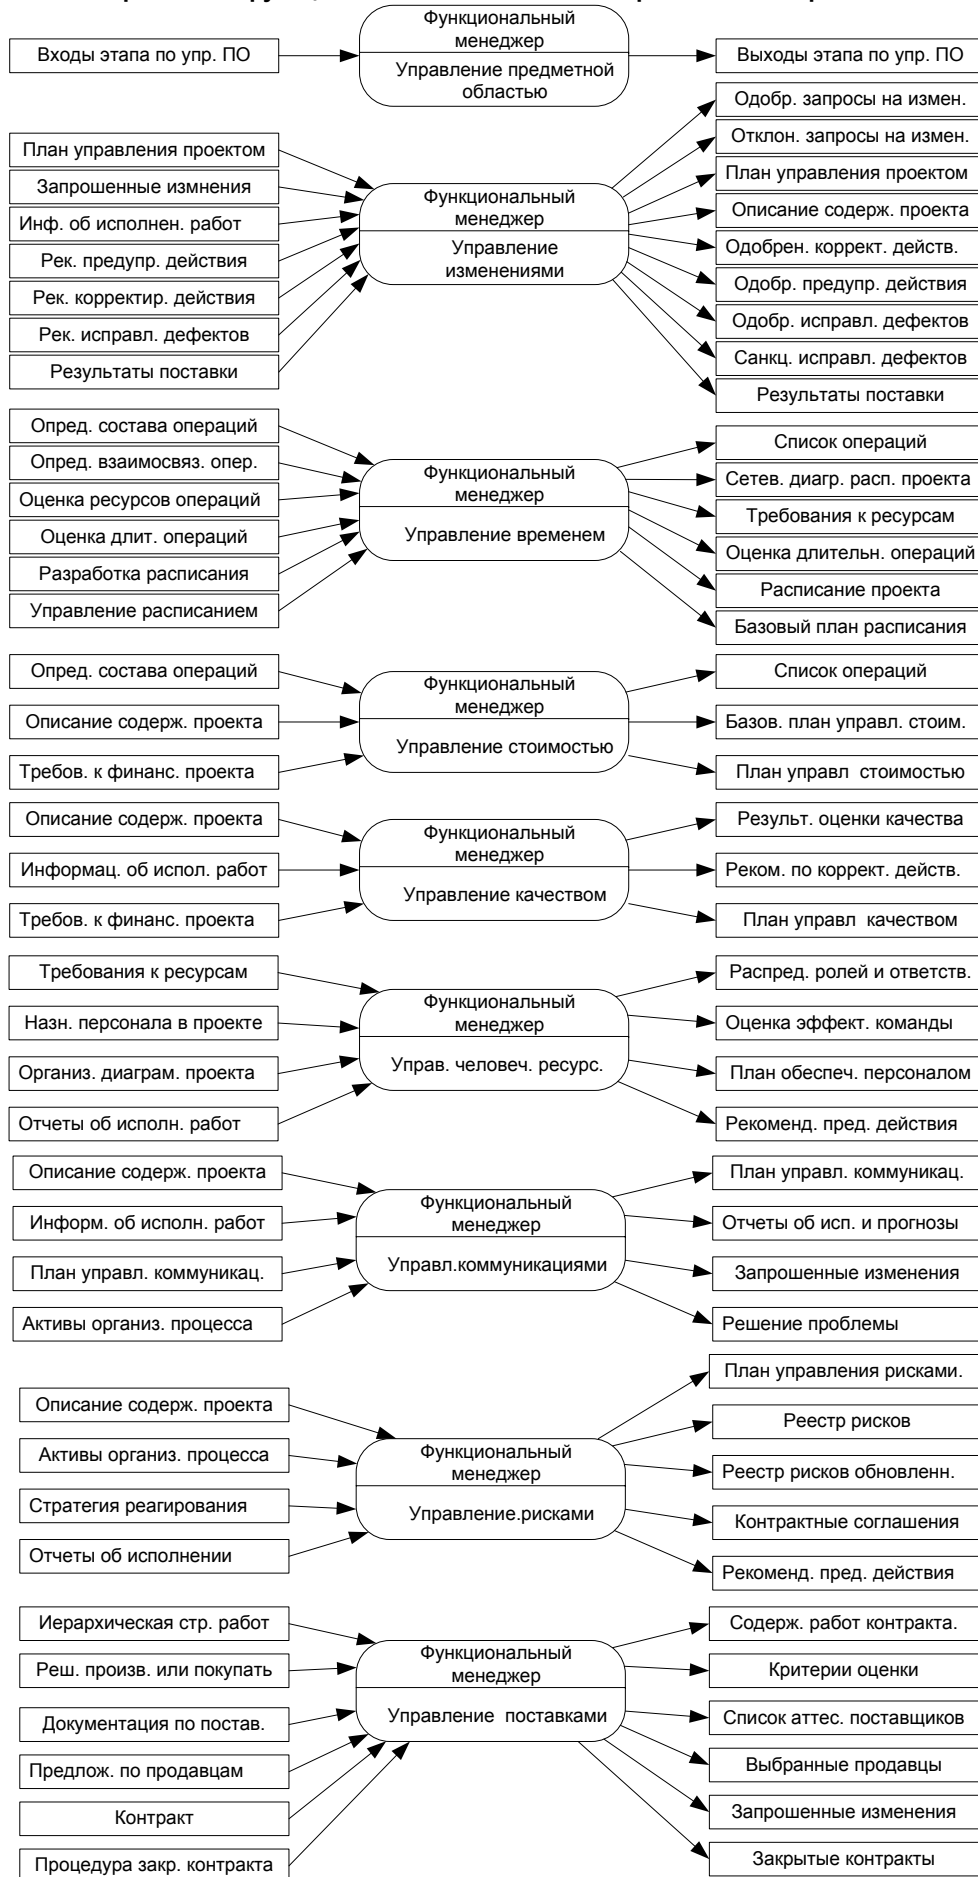 Функциональный
менеджер
Управление предметной
областью
Входы этапа по упр. ПО
Выходы этапа по упр. ПО
План управления проектом
Запрошенные измнения
Инф. об исполнен. работ
Рек. предупр. действия
Рек. корректир. действия
Рек. исправл. дефектов
Результаты поставки
Функциональный
менеджер
Управление
изменениями
Одобр. запросы на измен.
Отклон. запросы на измен.
План управления проектом
Описание содерж. проекта
Одобрен. коррект. действ.
Одобр. предупр. действия
Одобр. исправл. дефектов
Санкц. исправл. дефектов
Результаты поставки
Опред. состава операций
Опред. взаимосвяз. опер.
Оценка ресурсов операций
Оценка длит. операций
Разработка расписания
Управление расписанием
Функциональный
менеджер
Управление временем
Список операций
Сетев. диагр. расп. проекта
Требования к ресурсам
Оценка длительн. операций
Расписание проекта
Базовый план расписания
Опред. состава операций
Описание содерж. проекта
Требов. к финанс. проекта
Функциональный
менеджер
Управление стоимостью
Список операций
Базов. план управл. стоим.
План управл стоимостью
Описание содерж. проекта
Информац. об испол. работ
Требов. к финанс. проекта
Функциональный
менеджер
Управление качеством
Результ. оценки качества
Реком. по коррект. действ.
План управл качеством
Требования к ресурсам
Назн. персонала в проекте
Организ. диаграм. проекта
Отчеты об исполн. работ
Функциональный
менеджер
Управ. человеч. ресурс.
Распред. ролей и ответств.
Оценка эффект. команды
План обеспеч. персоналом
Рекоменд. пред. действия
Описание содерж. проекта
Информ. об исполн. работ
План управл. коммуникац.
Активы организ. процесса
Функциональный
менеджер
Управл.коммуникациями
План управл. коммуникац.
Отчеты об исп. и прогнозы
Запрошенные изменения
Решение проблемы
Описание содерж. проекта
Активы организ. процесса
Стратегия реагирования
Отчеты об исполнении
Функциональный
менеджер
Управление.рисками
План управления рисками.
Реестр рисков
Реестр рисков обновленн.
Контрактные соглашения
Рекоменд. пред. действия
Иерархическая стр. работ
Реш. произв. или покупать
Документация по постав.
Предлож. по продавцам
Контракт
Процедура закр. контракта
Функциональный
менеджер
Управление поставками
Содерж. работ контракта.
Критерии оценки
Список аттес. поставщиков
Выбранные продавцы
Запрошенные изменения
Закрытые контракты